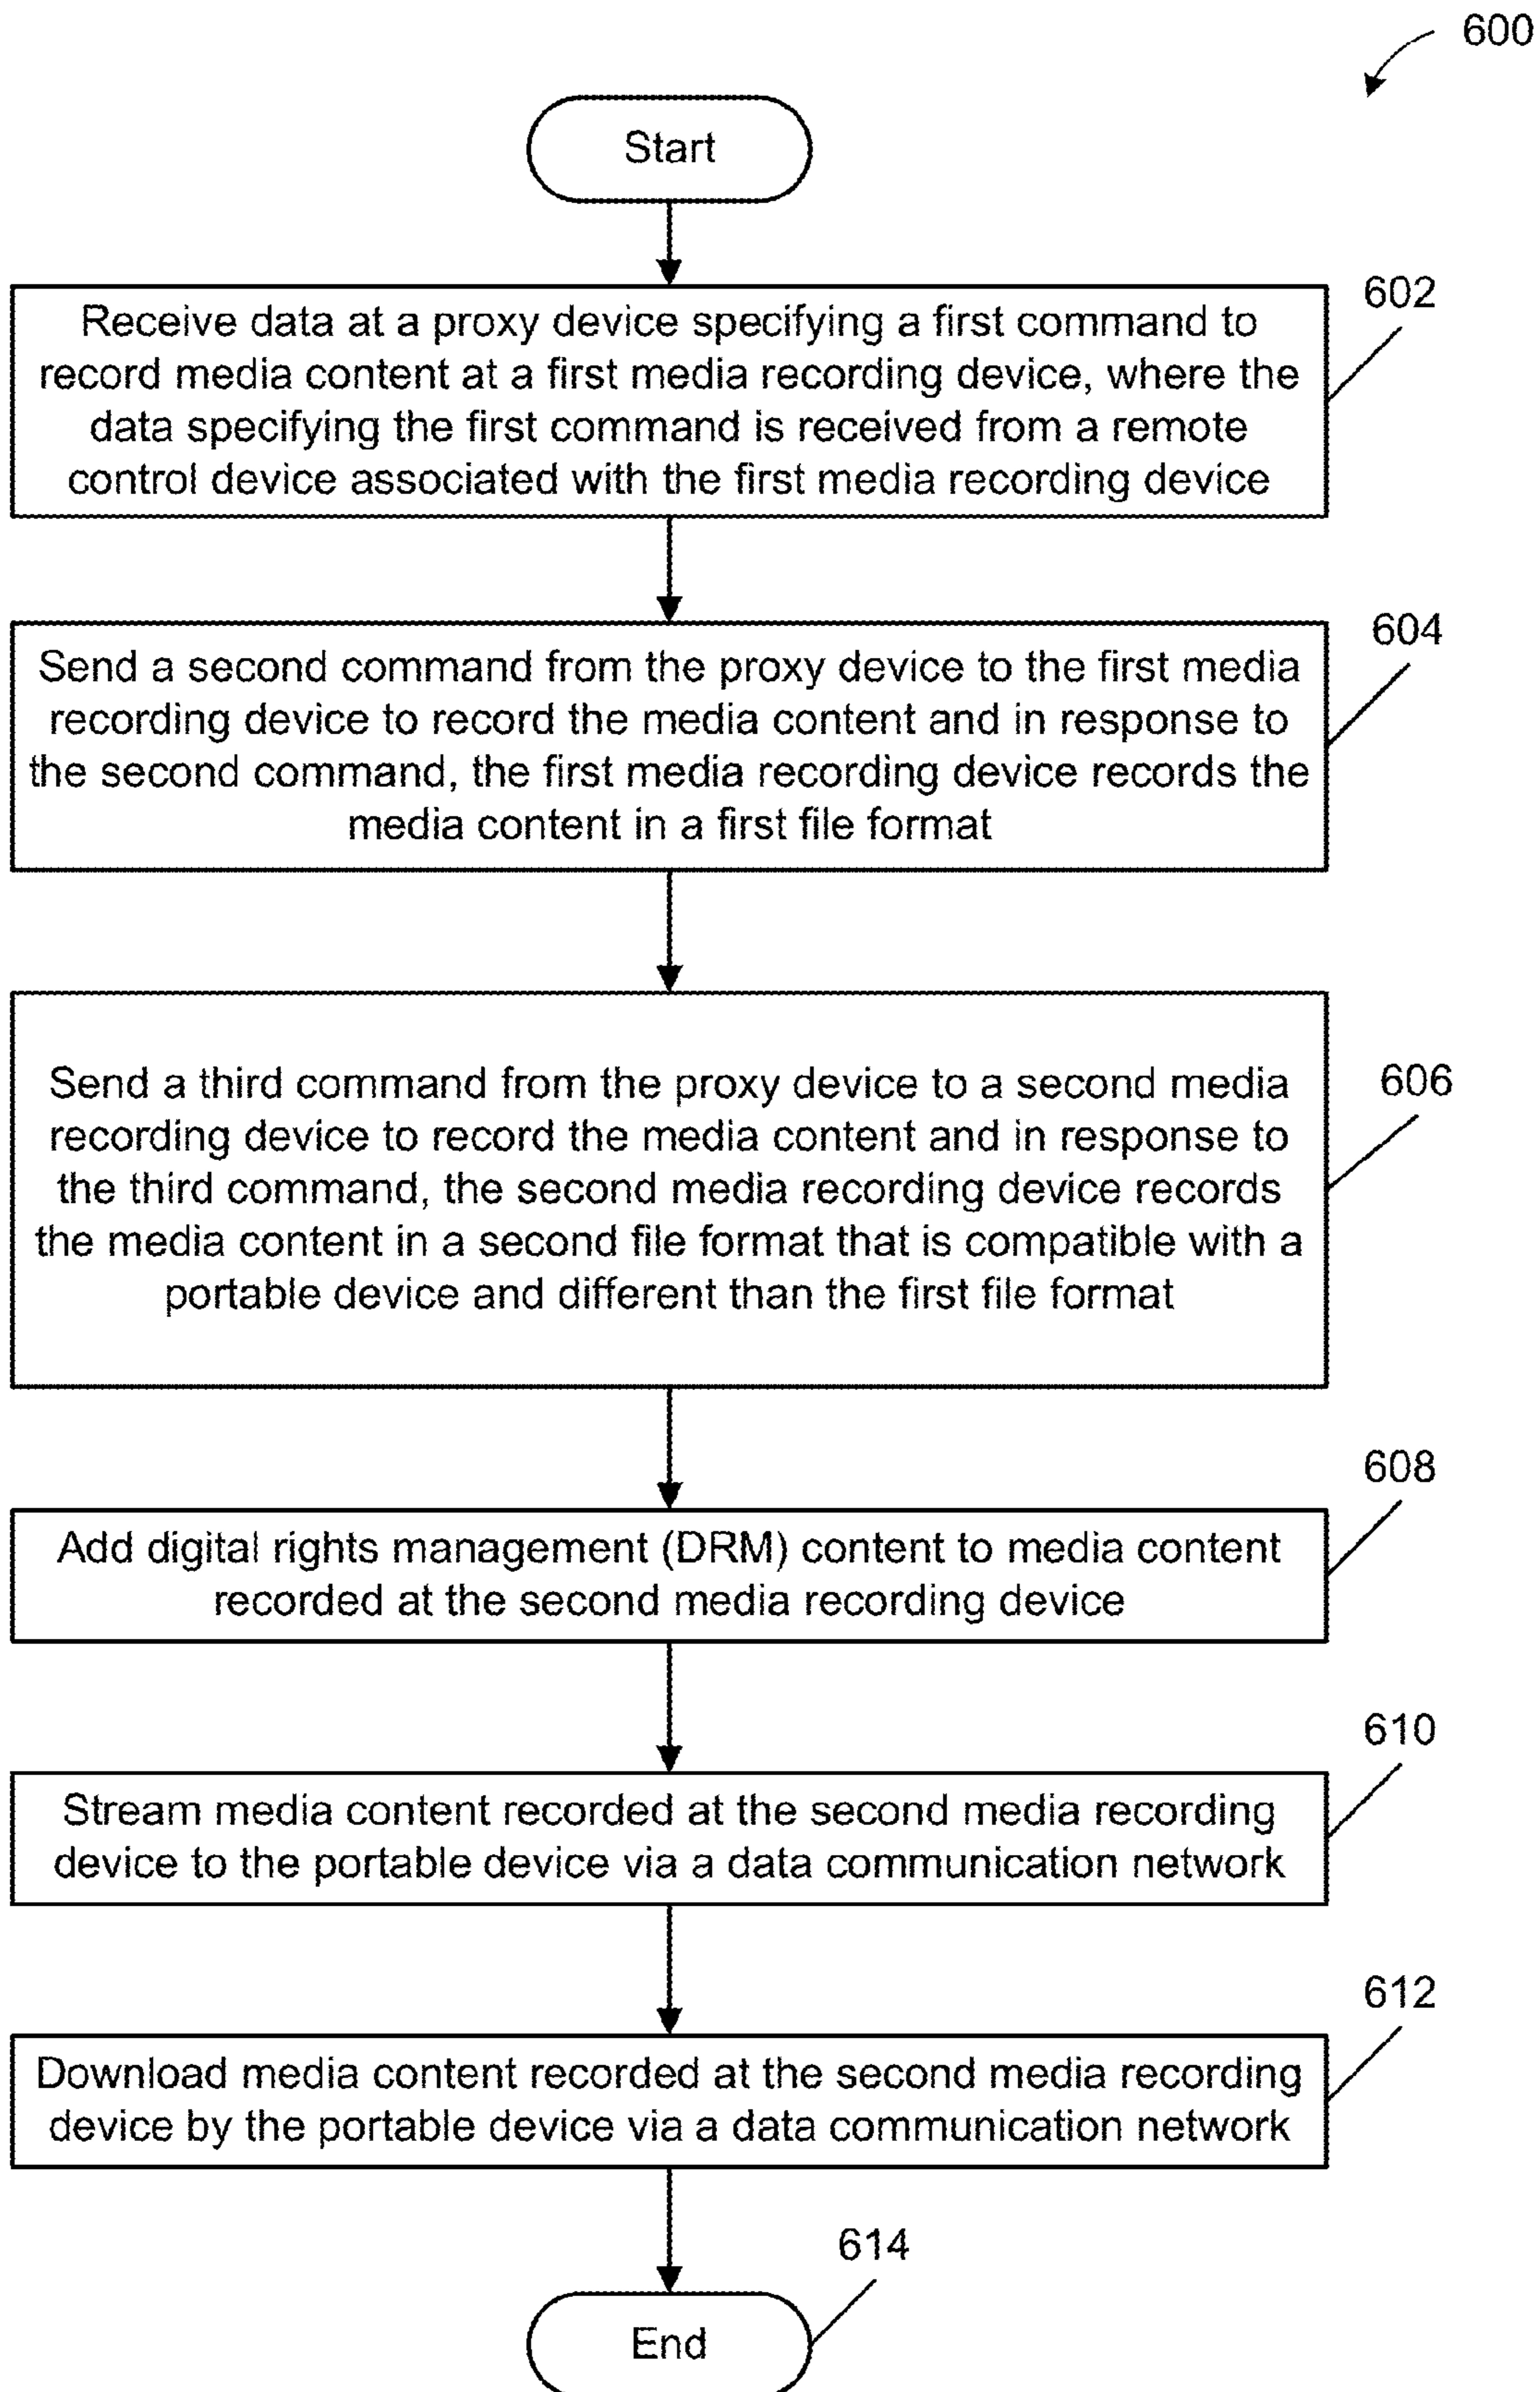 600
Start
602
Receive data at a proxy device specifying a first command to
record media content at a first media recording device, where the
data specifying the first command is received from a remote
control device associated with the first media recording device
604
Send a second command from the proxy device to the first media
recording device to record the media content and in response to
the second command, the first media recording device records the
media content in a first file format
606
Send a third command from the proxy device to a second media
recording device to record the media content and in response to
the third command, the second media recording device records
the media content in a second file format that is compatible with a
portable device and different than the first file format
608
Add digital rights management (DRM) content to media content
recorded at the second media recording device
610
Stream media content recorded at the second media recording
device to the portable device via a data communication network
612
Download media content recorded at the second media recording
device by the portable device via a data communication network
614
End